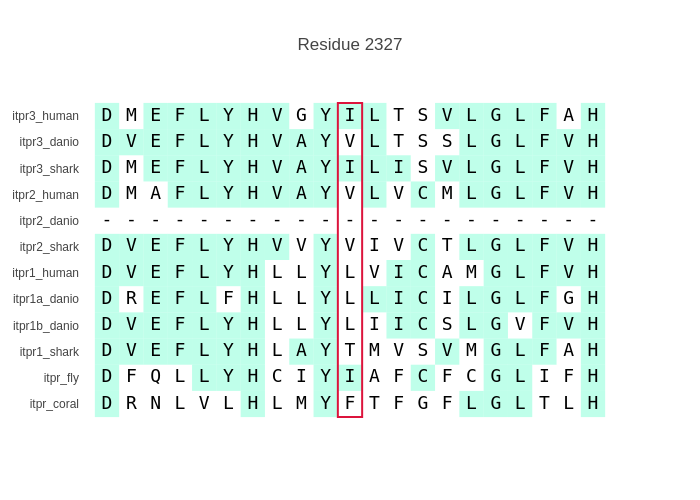 Residue 2327
itpr3_human D M E F L Y H V G Y I L T S V L G L F A H
itpr3_danio D V E F L Y H V A Y V L T S S L G L F V H
itpr3_shark D M E F L Y H V A Y I L I S V L G L F V H
itpr2_human D M A F L Y H V A Y V L V C M L G L F V H
itpr2_danio - - - - - - - - - - - - - - - - - - - - -
itpr2_shark D V E F L Y H V V Y V I V C T L G L F V H
itpr1_human D V E F L Y H L L Y L V I C A M G L F V H
itpr1a_danio D R E F L F H L L Y L L I C I L G L F G H
itpr1b_danio D V E F L Y H L L Y L I I C S L G V F V H
itpr1_shark D V E F L Y H L A Y T M V S V M G L F A H
itpr_fly D F Q L L Y H C I Y I A F C F C G L I F H
itpr_coral D R N L V L H L M Y F T F G F L G L T L H